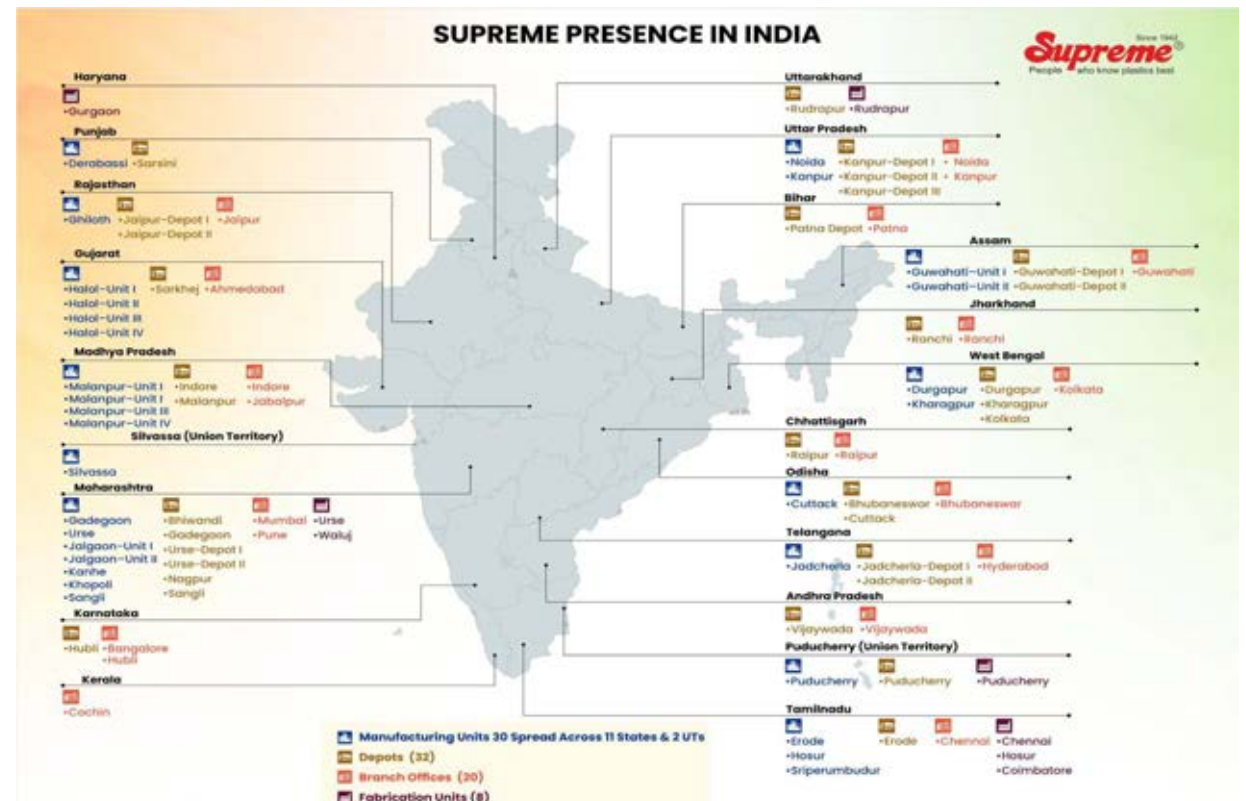 SUPREME PRESENCE IN INDIA
Since 1942
Supreme®
People who know plastics best
Haryana
•Gurgaon
Punjab
•Derabassi •Sarsini
Rajasthan
•Ghiloth •Jaipur-Depot I •Jaipur
•Jaipur-Depot II
Gujarat
•Halol-Unit I •Sarkhej •Ahmedabad
•Halol-Unit II
•Halol-Unit III
•Halol-Unit IV
Madhya Pradesh
•Malanpur-Unit I •Indore •Indore
•Malanpur-Unit I •Malanpur •Jabalpur
•Malanpur-Unit III
•Malanpur-Unit IV
Silvassa (Union Territory)
•Silvassa
Maharashtra
•Gadegaon •Bhiwandi •Mumbai •Urse
•Urse •Gadegaon •Pune •Waluj
•Jalgaon-Unit I •Urse-Depot I
•Jalgaon-Unit II •Urse-Depot II
•Kanhe •Nagpur
•Khopoli •Sangli
•Sangli
Karnataka
•Hubli •Bangalore
•Hubli
Kerala
•Cochin
Uttarakhand
•Rudrapur •Rudrapur
Uttar Pradesh
•Noida •Kanpur-Depot I • Noida
•Kanpur •Kanpur-Depot II • Kanpur
•Kanpur-Depot III
Bihar
•Patna Depot •Patna
Assam
•Guwahati-Unit I •Guwahati-Depot I •Guwahati
•Guwahati-Unit II •Guwahati-Depot II
Jharkhand
•Ranchi •Ranchi
West Bengal
•Durgapur •Durgapur •Kolkata
•Kharagpur •Kharagpur
•Kolkata
Chhattisgarh
•Raipur •Raipur
Odisha
•Cuttack •Bhubaneswar •Bhubaneswar
•Cuttack
Telangana
•Jadcherla •Jadcherla-Depot I •Hyderabad
•Jadcherla-Depot II
Andhra Pradesh
•Vijaywada •Vijaywada
Puducherry (Union Territory)
•Puducherry •Puducherry •Puducherry
Tamilnadu
•Erode •Erode •Chennai •Chennai
•Hosur •Hosur
•Sriperumbudur •Coimbatore
Manufacturing Units 30 Spread Across 11 States & 2 UTs
Depots (32)
Branch Offices (20)
Fabrication Units (8)